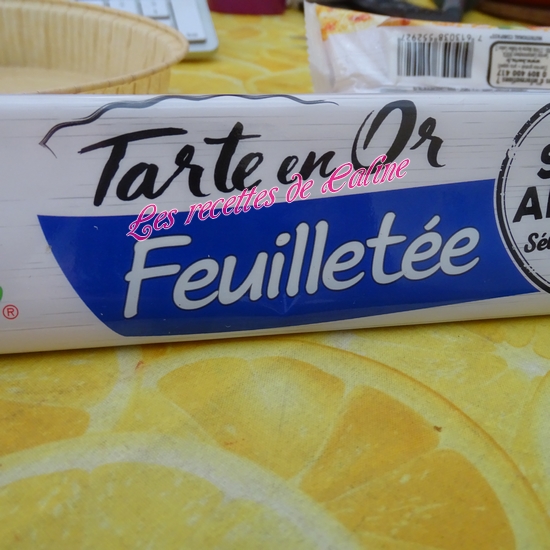 Tarte en Or
Les recettes de Caline
Feuilletée
®